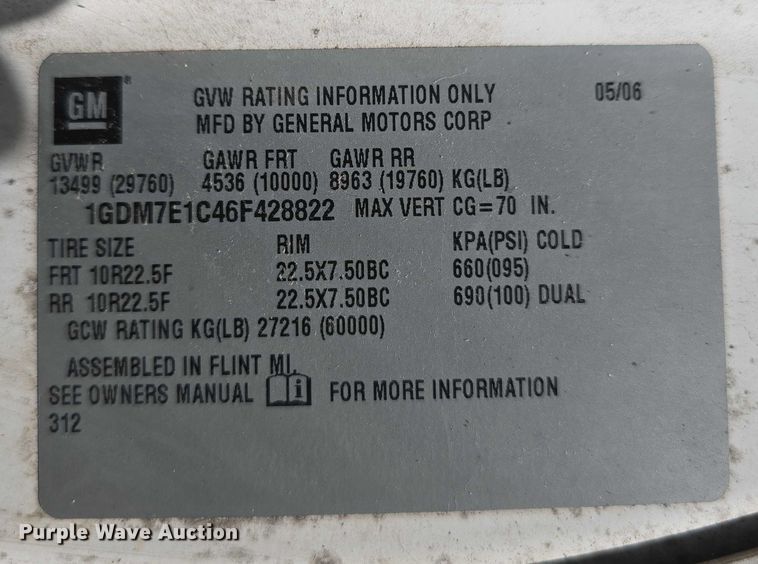 GM ®
GVW RATING INFORMATION ONLY 05/06
MFD BY GENERAL MOTORS CORP
GVWR GAWR FRT GAWR RR
13499 (29760) 4536 (10000) 8963 (19760) KG(LB)
1GDM7E1C46F428822 MAX VERT CG=70 IN.
TIRE SIZE RIM KPA(PSI) COLD
FRT 10R22.5F 22.5X7.50BC 660(095)
RR 10R22.5F 22.5X7.50BC 690(100) DUAL
GCW RATING KG(LB) 27216 (60000)
ASSEMBLED IN FLINT MI.
SEE OWNERS MANUAL i FOR MORE INFORMATION
312
Purple Wave Auction